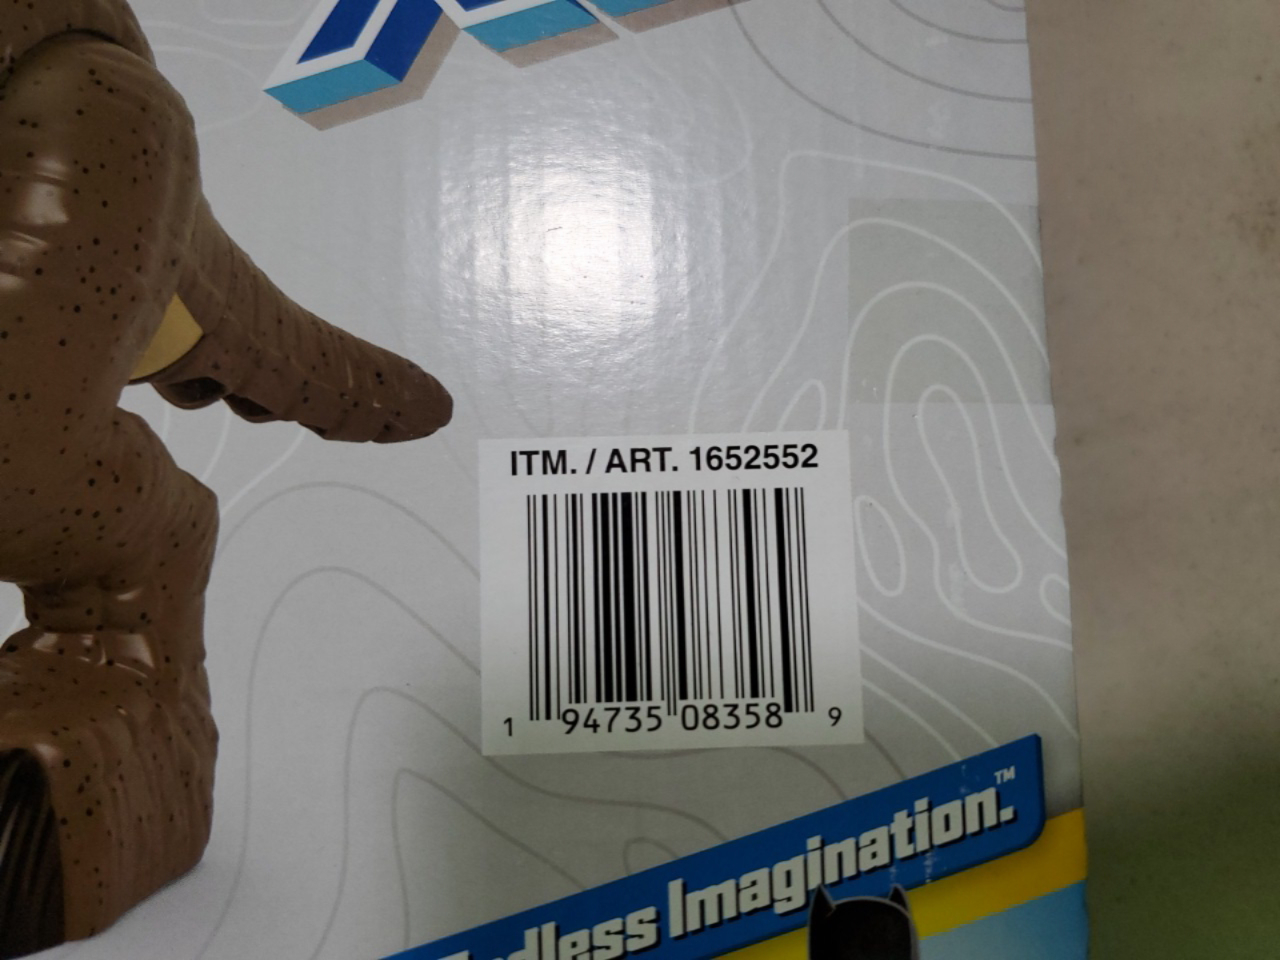 ITM. / ART. 1652552
1 94735 08358 9
Endless Imagination.™